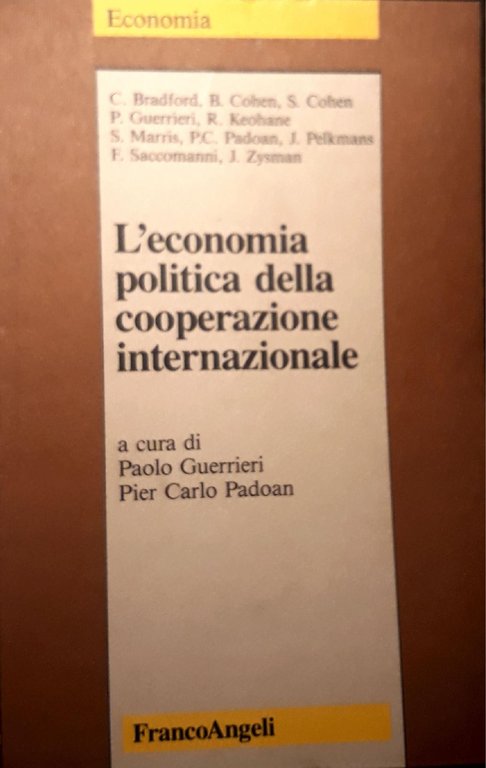 Economia
C. Bradford, B. Cohen, S. Cohen
P. Guerrieri, R. Keohane
S. Marris, P.C. Padoan, J. Pelkmans
F. Saccomanni, J. Zysman
L'economia
politica della
cooperazione
internazionale
a cura di
Paolo Guerrieri
Pier Carlo Padoan
FrancoAngeli